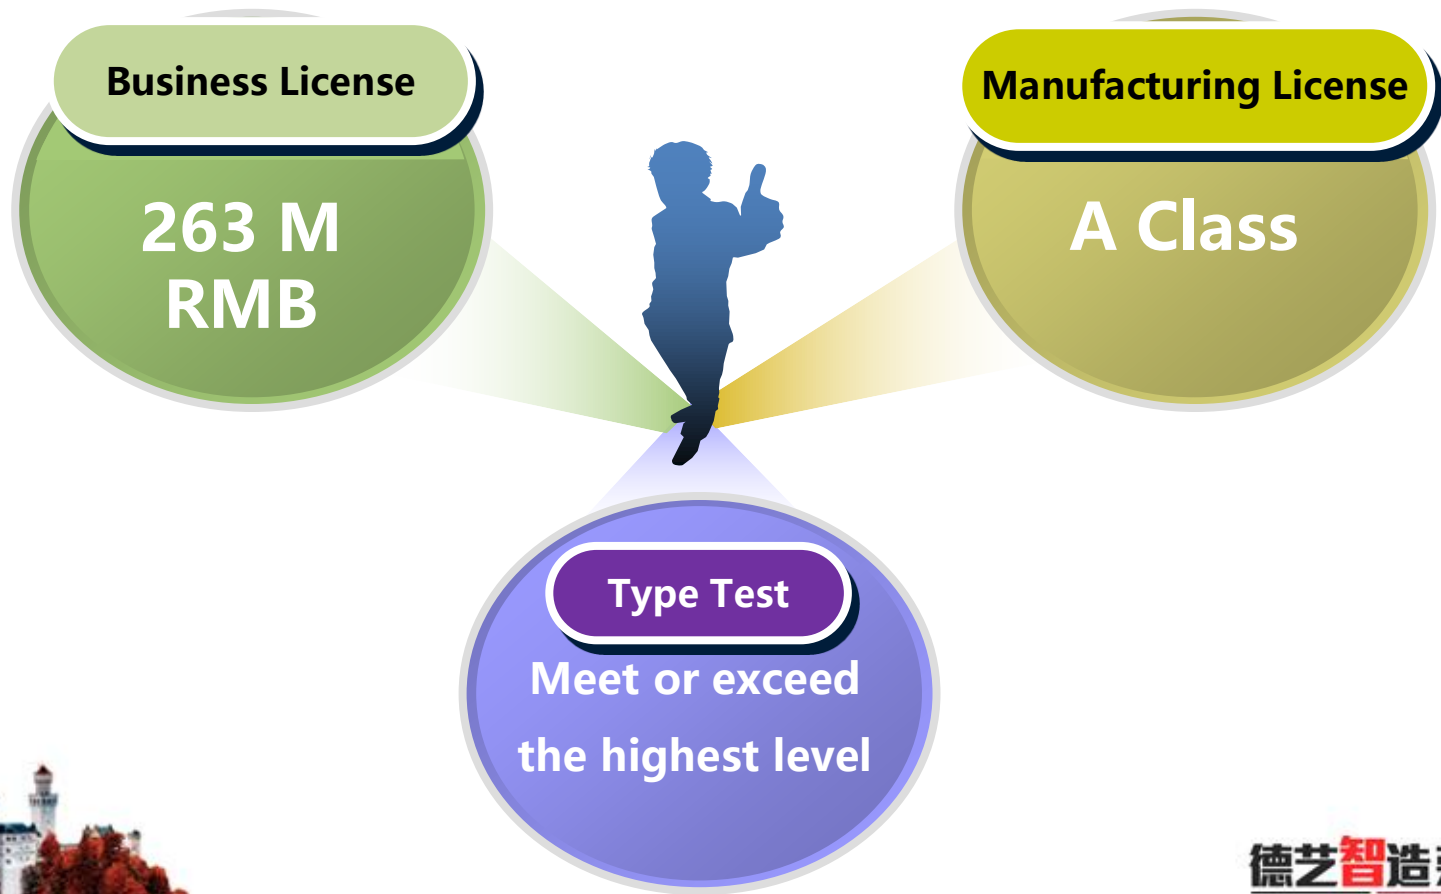 Business License
263 M
RMB
Manufacturing License
A Class
Type Test
Meet or exceed
the highest level
德艺智造